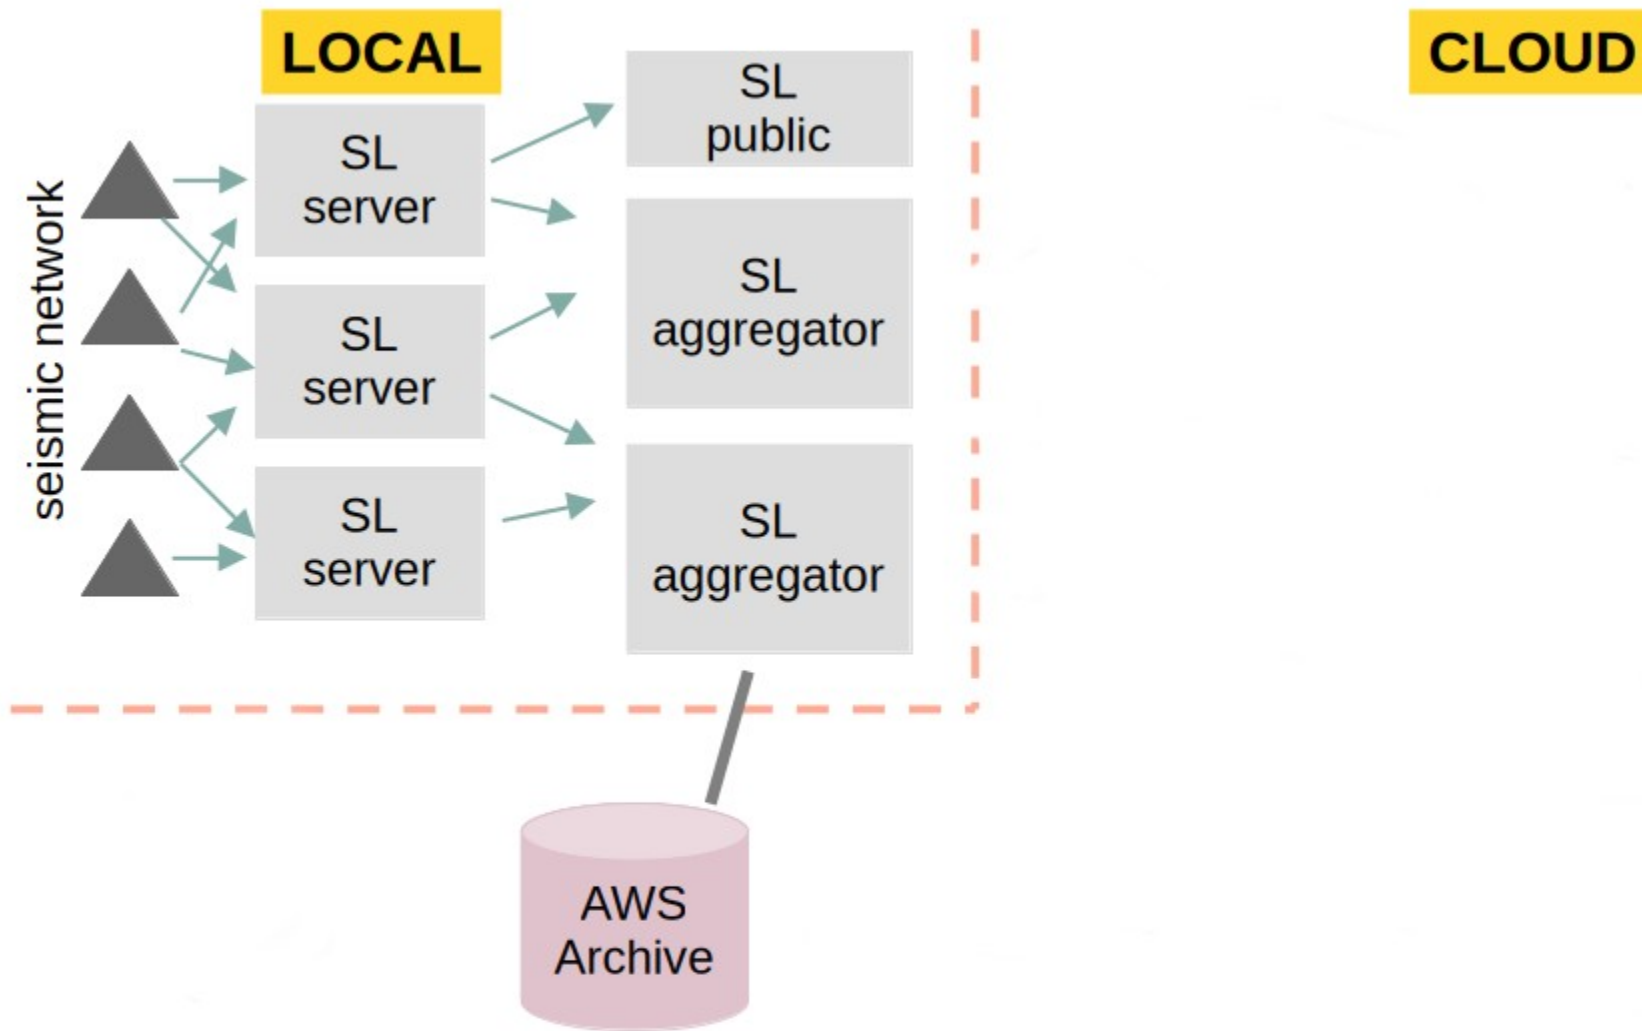 LOCAL
CLOUD
seismic network
SL
server
SL
server
SL
server
SL
public
SL
aggregator
SL
aggregator
AWS
Archive